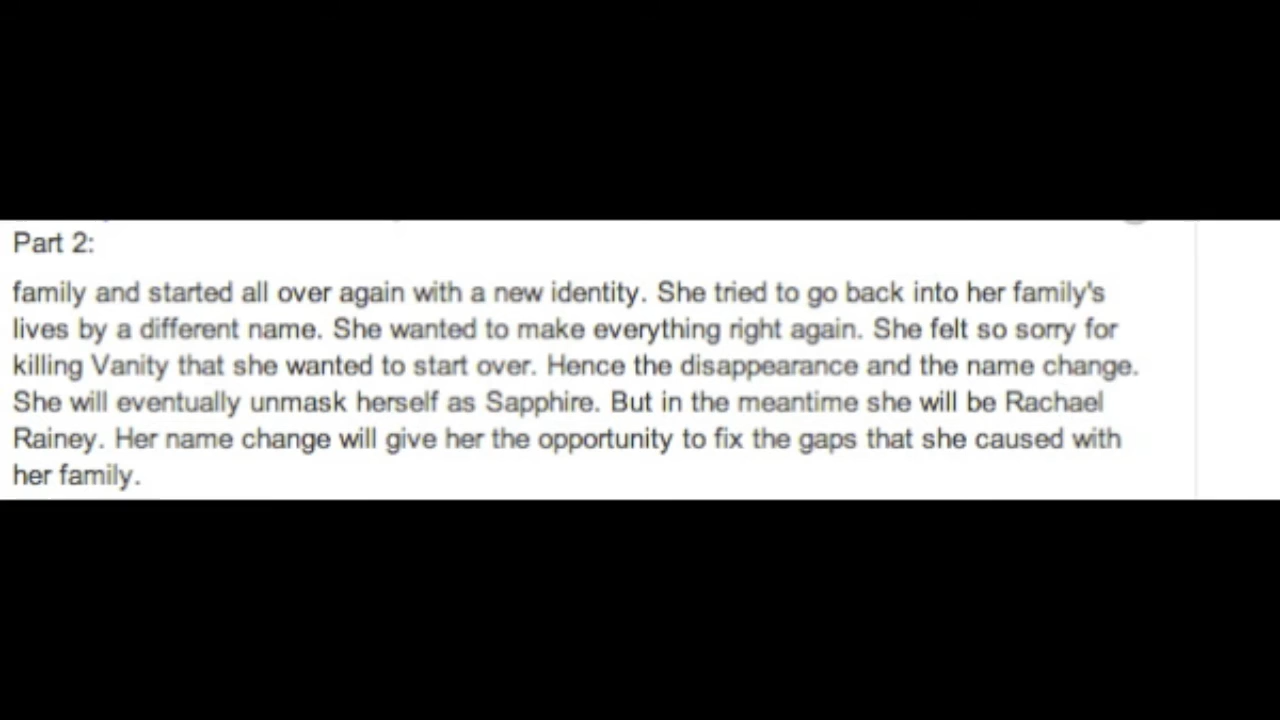 Part 2:
family and started all over again with a new identity. She tried to go back into her family's
lives by a different name. She wanted to make everything right again. She felt so sorry for
killing Vanity that she wanted to start over. Hence the disappearance and the name change.
She will eventually unmask herself as Sapphire. But in the meantime she will be Rachael
Rainey. Her name change will give her the opportunity to fix the gaps that she caused with
her family.